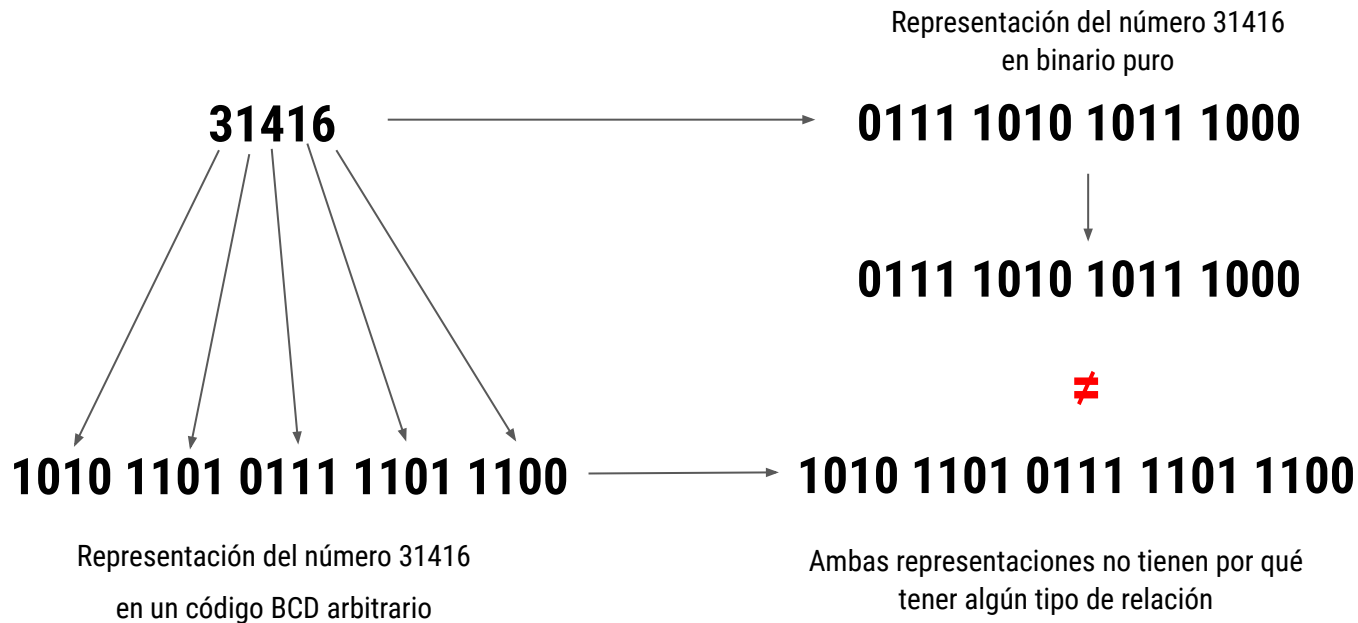 Representación del número 31416
en binario puro
31416
0111 1010 1011 1000
0111 1010 1011 1000
≠
1010 1101 0111 1101 1100
1010 1101 0111 1101 1100
Representación del número 31416
en un código BCD arbitrario
Ambas representaciones no tienen por qué
tener algún tipo de relación